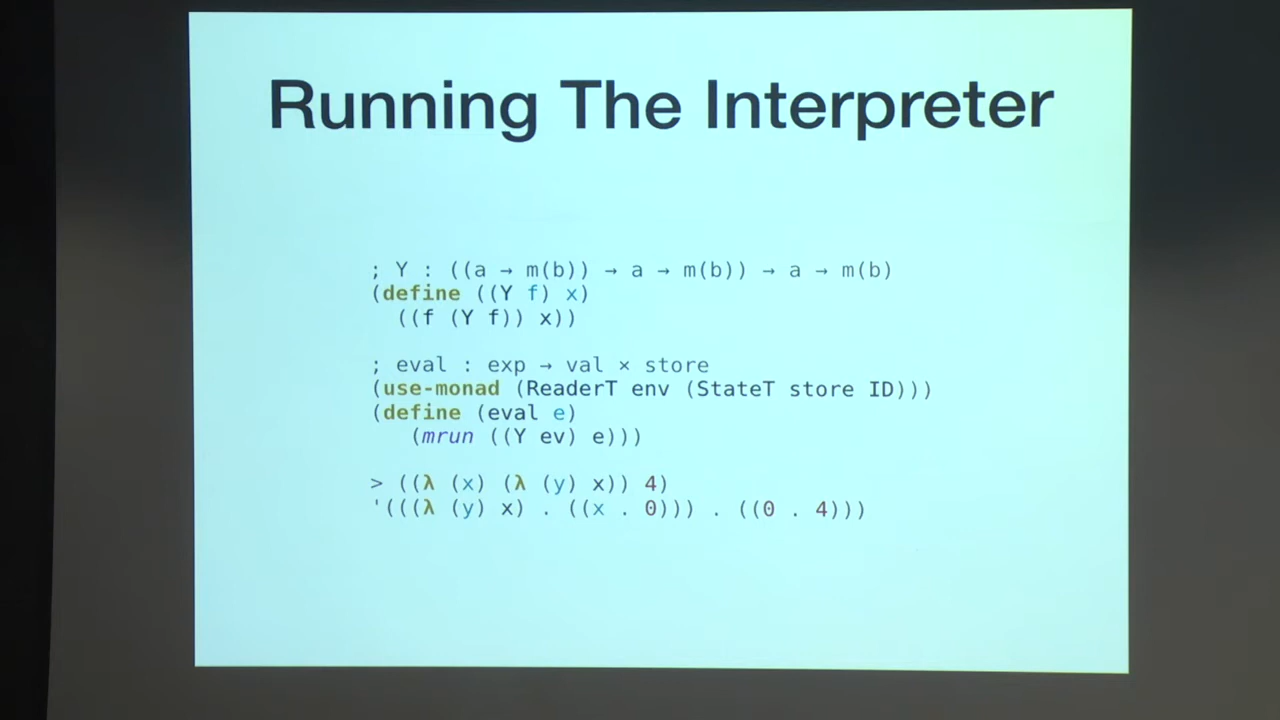 Running The Interpreter
; Y : ((a → m(b)) → a → m(b)) → a → m(b)
(define ((Y f) x)
((f (Y f)) x))
; eval : exp → val × store
(use-monad (ReaderT env (StateT store ID)))
(define (eval e)
(mrun ((Y ev) e)))
> ((λ (x) (λ (y) x)) 4)
'(((λ (y) x) . ((x . 0))) . ((0 . 4)))